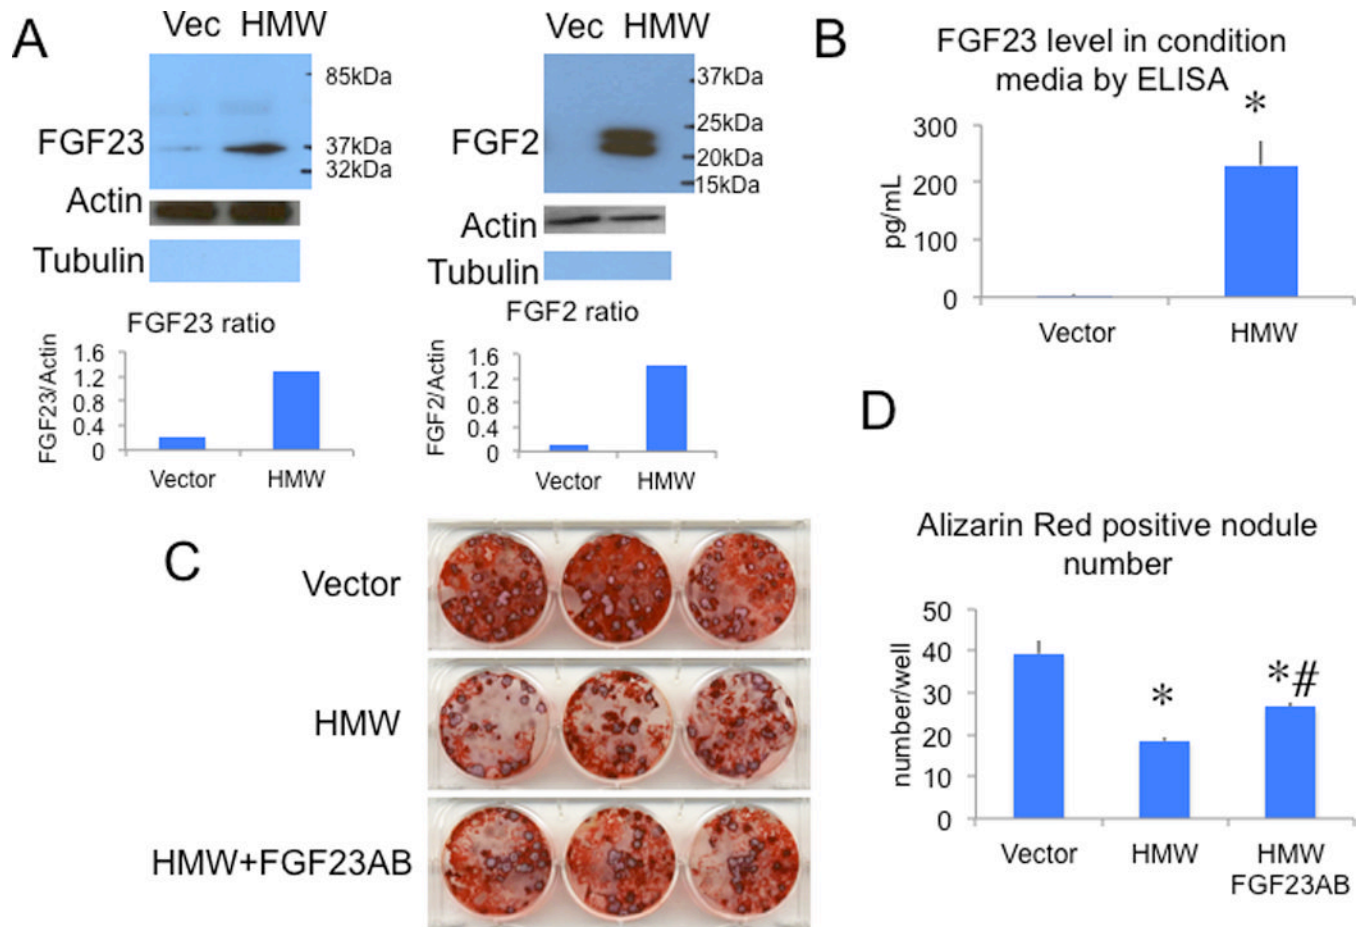 A
Vec HMW
FGF23
85kDa
37kDa
32kDa
Actin
Tubulin
FGF23 ratio
FGF23/Actin
1.6
1.2
0.8
0.4
0
Vector HMW
Vec HMW
FGF2
37kDa
25kDa
20kDa
15kDa
Actin
Tubulin
FGF2 ratio
FGF2/Actin
1.6
1.2
0.8
0.4
0
Vector HMW
B
FGF23 level in condition
media by ELISA
*
pg/mL
300
200
100
0
Vector HMW
C
Vector
HMW
HMW+FGF23AB
D
Alizarin Red positive nodule
number
number/well
50
40
30
20
10
0
*
*#
Vector HMW HMW
FGF23AB